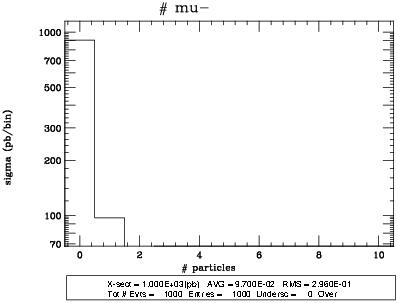 # mu-
1000
700
500
300
200
100
70
sigma (pb/bin)
0 2 4 6 8 10
# particles
X-sect = 1.000E+03(pb) AVG = 9.700E-02 RMS = 2.960E-01
Tot # Evts = 1000 Entries = 1000 Undersc = 0 Over